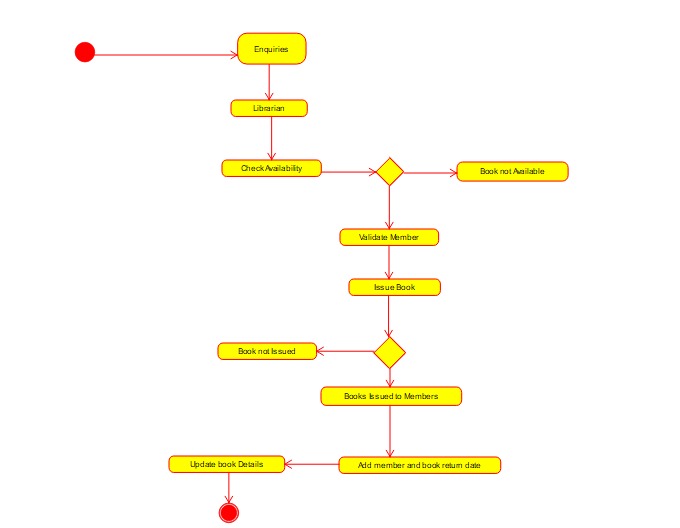 Enquiries
Librarian
Check Availability
Book not Available
Validate Member
Issue Book
Book not Issued
Books Issued to Members
Update book Details
Add member and book return date